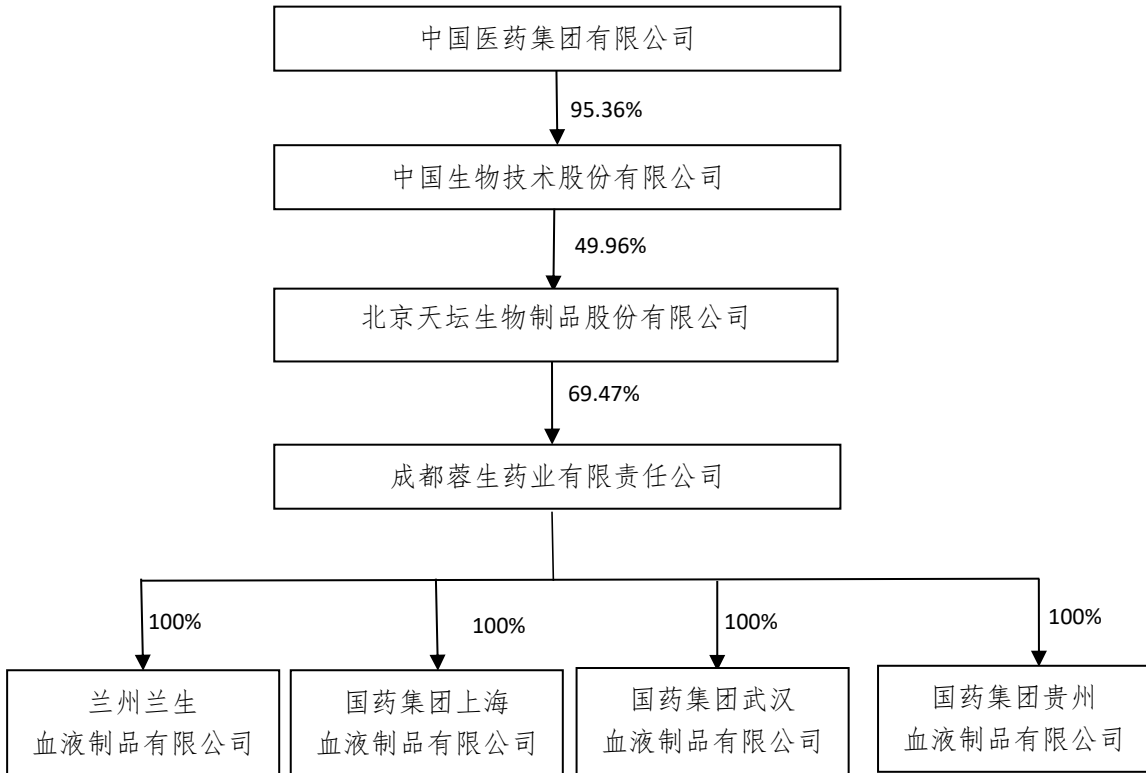 中国医药集团有限公司
95.36%
中国生物技术股份有限公司
49.96%
北京天坛生物制品股份有限公司
69.47%
成都蓉生药业有限责任公司
100%
100%
100%
100%
兰州兰生
血液制品有限公司
国药集团上海
血液制品有限公司
国药集团武汉
血液制品有限公司
国药集团贵州
血液制品有限公司